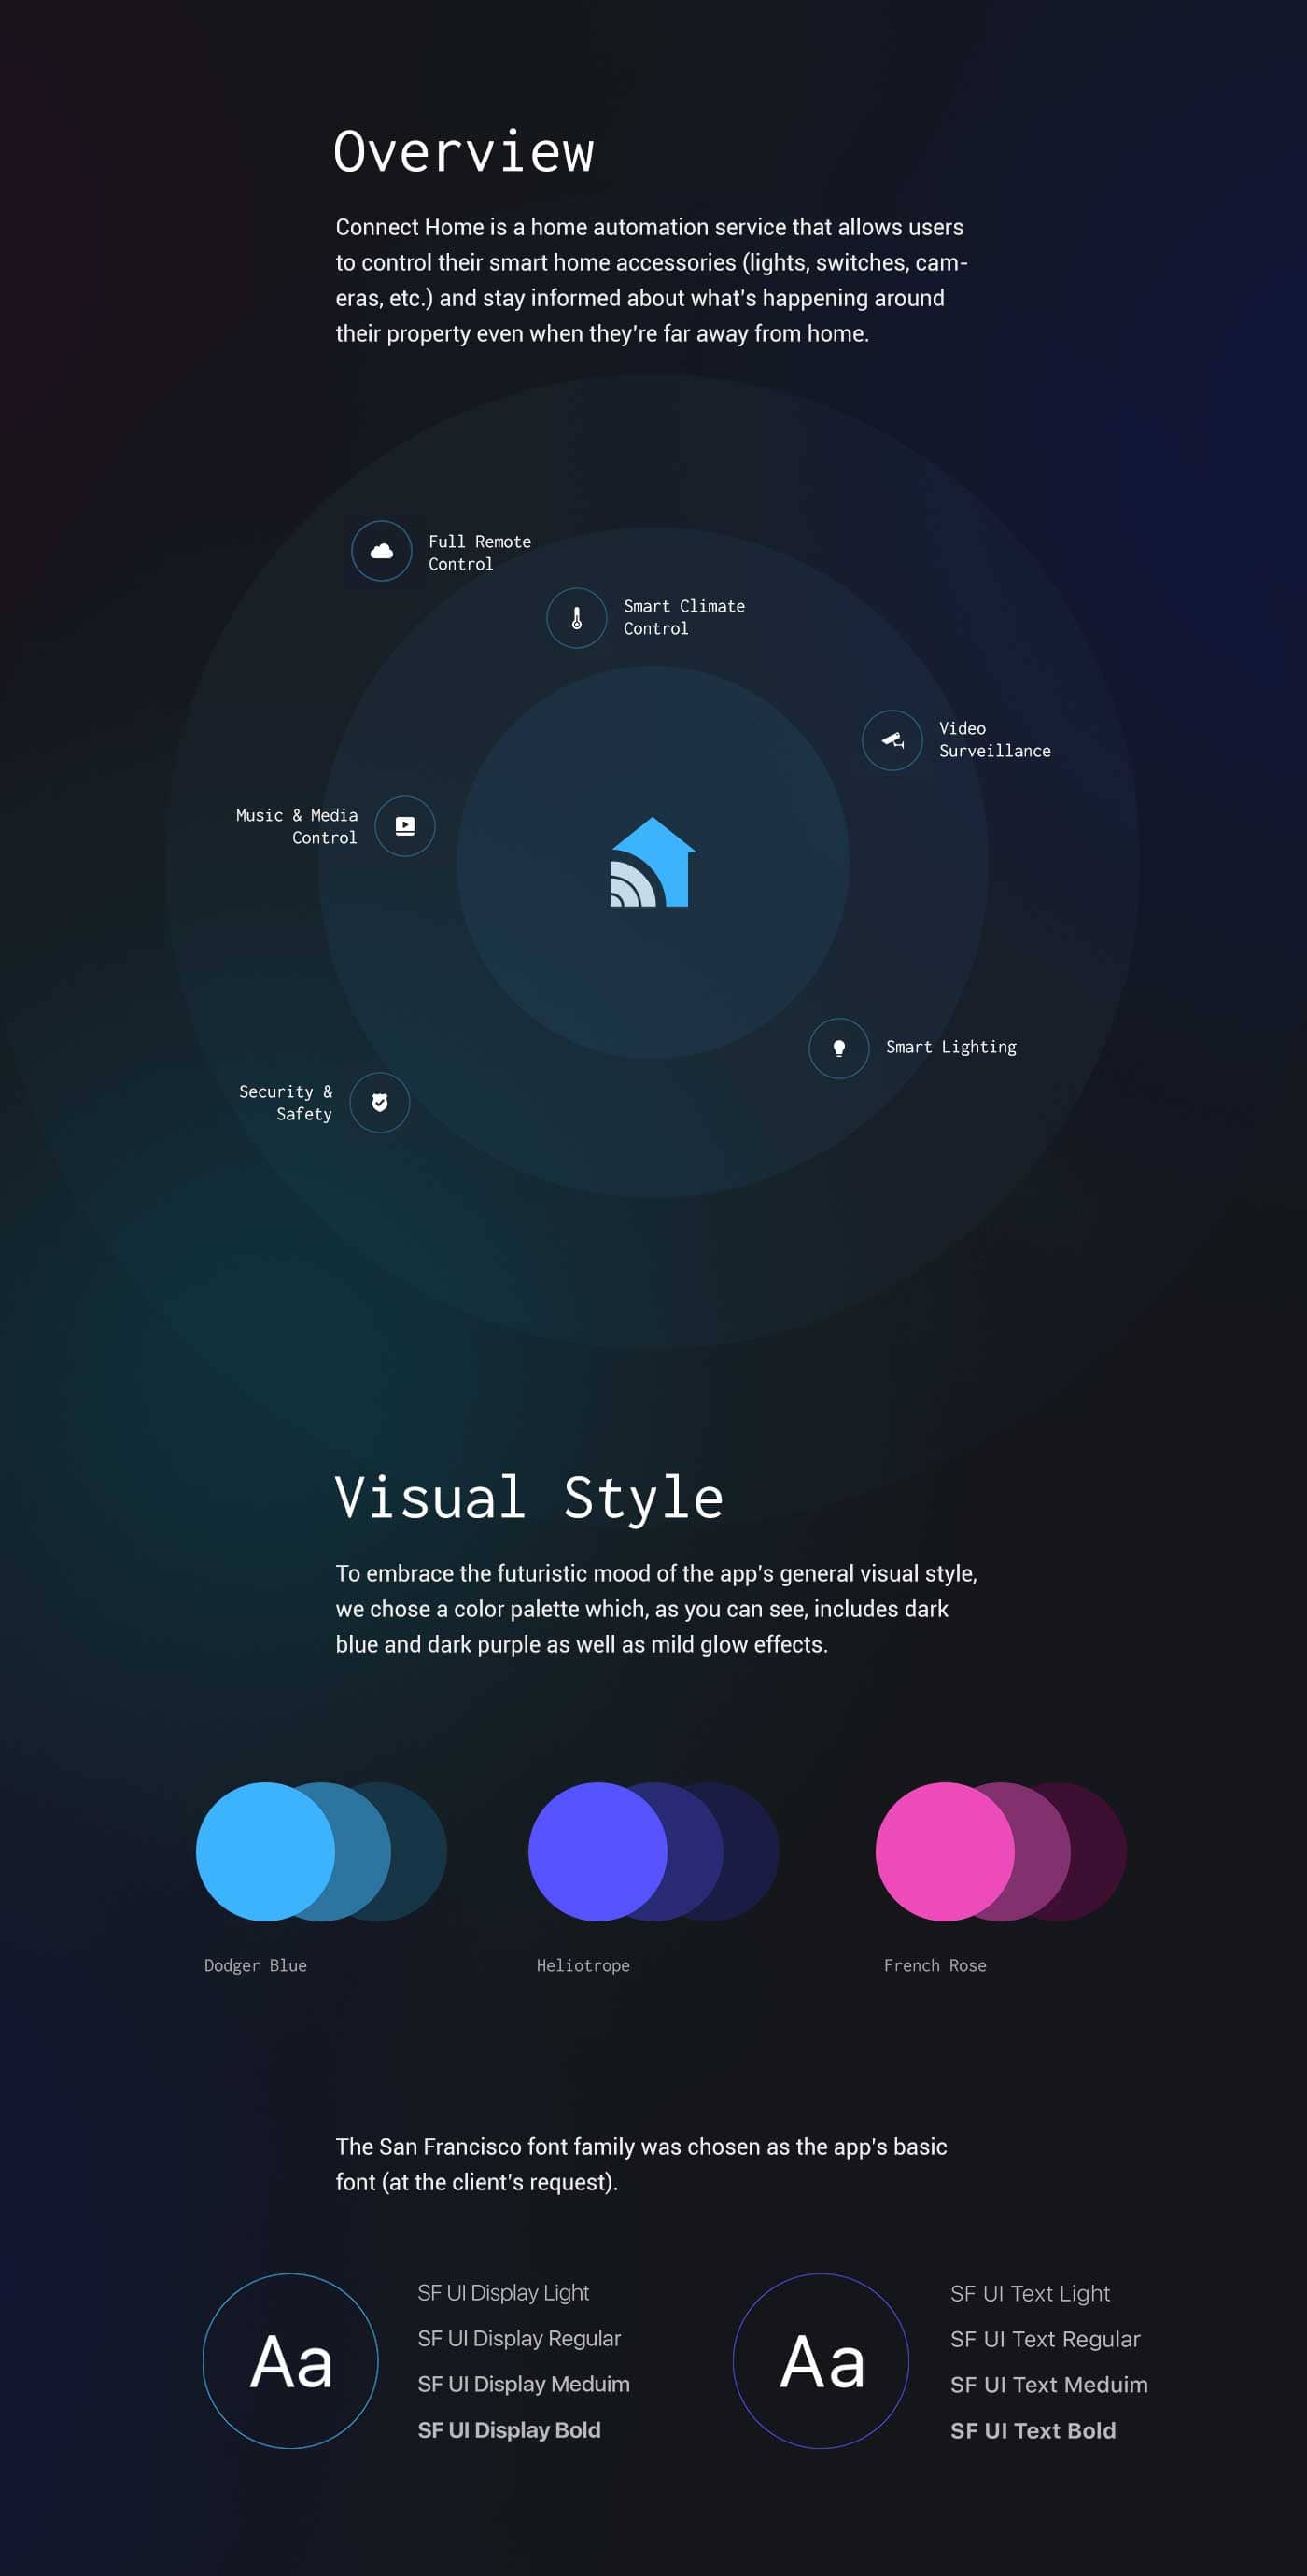 Overview
Connect Home is a home automation service that allows users
to control their smart home accessories (lights, switches, cam-
eras, etc.) and stay informed about what's happening around
their property even when they're far away from home.
Full Remote
Control
Smart Climate
Control
Video
Surveillance
Music & Media
Control
Smart Lighting
Security &
Safety
Visual Style
To embrace the futuristic mood of the app's general visual style,
we chose a color palette which, as you can see, includes dark
blue and dark purple as well as mild glow effects.
Dodger Blue
Heliotrope
French Rose
The San Francisco font family was chosen as the app's basic
font (at the client's request).
Aa
SF UI Display Light
SF UI Display Regular
SF UI Display Meduim
SF UI Display Bold
Aa
SF UI Text Light
SF UI Text Regular
SF UI Text Meduim
SF UI Text Bold